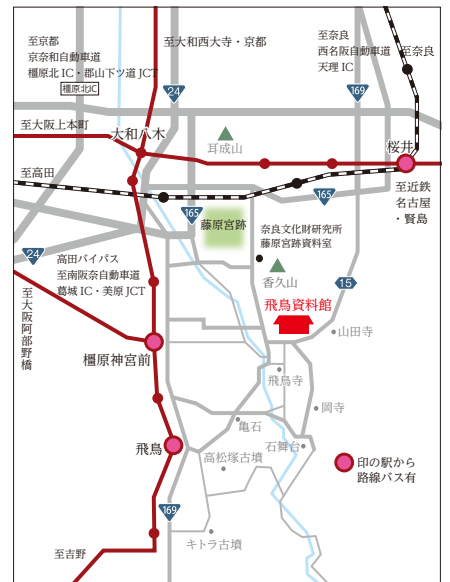 至京都
京奈和自動車道
橿原北IC・郡山下ツ道JCT
橿原北IC
至大和西大寺・京都
至奈良
西名阪自動車道
天理IC
至奈良
24
169
至大阪上本町
大和八木
耳成山
桜井
至高田
165
至近鉄
名古屋
・賢島
165
藤原宮跡
奈良文化財研究所
藤原宮跡資料室
24
高田バイパス
至南阪奈自動車道
葛城IC・美原JCT
香久山
15
至大阪阿部野橋
飛鳥資料館
山田寺
橿原神宮前
飛鳥寺
岡寺
亀石
飛鳥
石舞台
高松塚古墳
印の駅から
路線バス有
169
キトラ古墳
至吉野